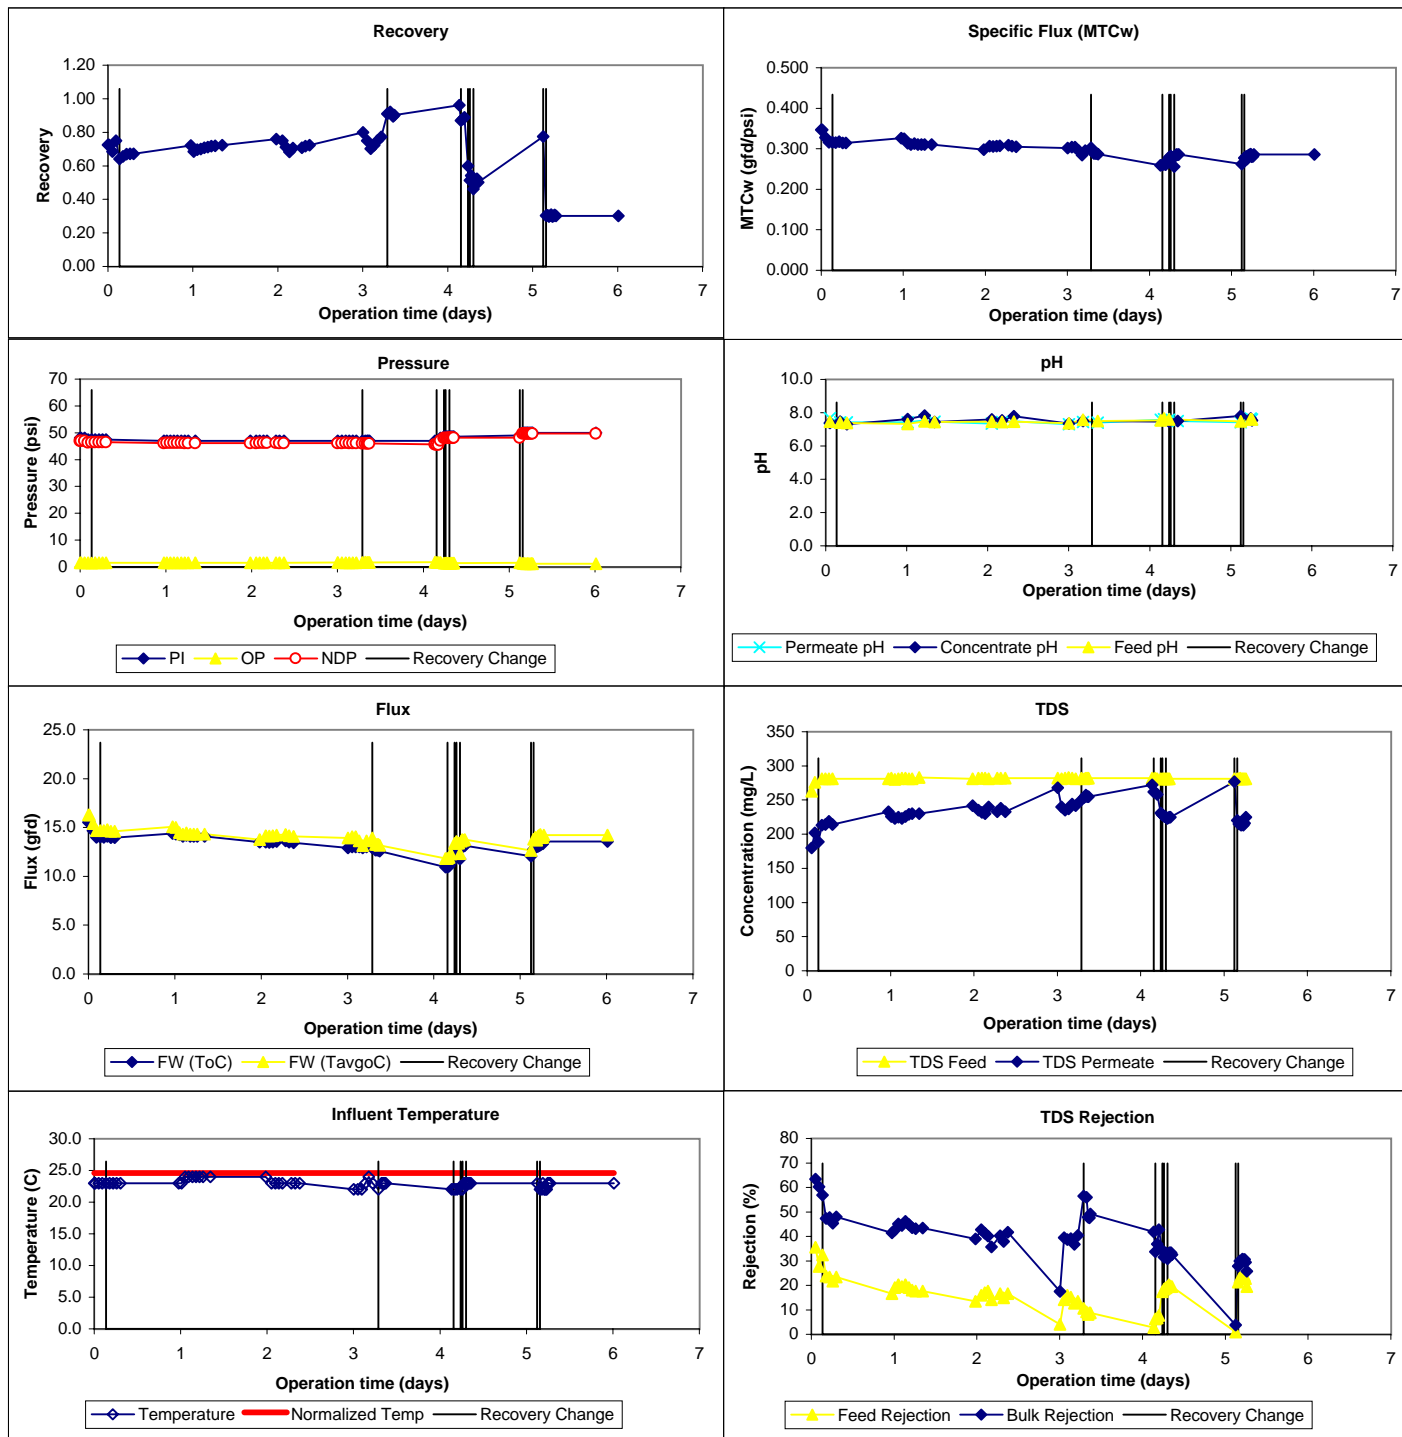 Recovery
1.20
1.00
0.80
0.60
0.40
0.20
0.00
Recovery
0 1 2 3 4 5 6 7
Operation time (days)
Specific Flux (MTCw)
0.500
0.400
0.300
0.200
0.100
0.000
MTCw (gfd/psi)
0 1 2 3 4 5 6 7
Operation time (days)
Pressure
70
60
50
40
30
20
10
0
Pressure (psi)
0 1 2 3 4 5 6 7
Operation time (days)
PI OP NDP Recovery Change
pH
10.0
8.0
6.0
4.0
2.0
0.0
pH
0 1 2 3 4 5 6 7
Operation time (days)
Permeate pH Concentrate pH Feed pH Recovery Change
Flux
25.0
20.0
15.0
10.0
5.0
0.0
Flux (gfd)
0 1 2 3 4 5 6 7
Operation time (days)
FW (ToC) FW (TavgoC) Recovery Change
TDS
350
300
250
200
150
100
50
0
Concentration (mg/L)
0 1 2 3 4 5 6 7
Operation time (days)
TDS Feed TDS Permeate Recovery Change
Influent Temperature
30.0
25.0
20.0
15.0
10.0
5.0
0.0
Temperature (C)
0 1 2 3 4 5 6 7
Operation time (days)
Temperature Normalized Temp Recovery Change
TDS Rejection
80
70
60
50
40
30
20
10
0
Rejection (%)
0 1 2 3 4 5 6 7
Operation time (days)
Feed Rejection Bulk Rejection Recovery Change